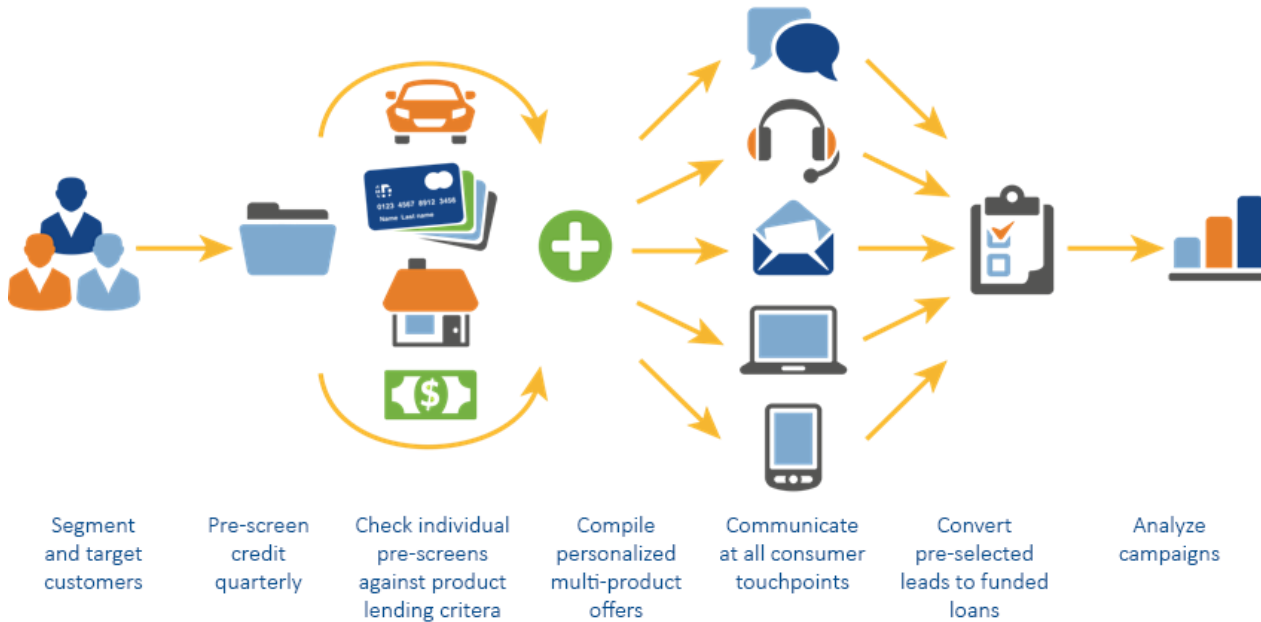 0123 4567 8912 3456
Name Last name
$
Segment
and target
customers
Pre-screen
credit
quarterly
Check individual
pre-screens
against product
lending critera
Compile
personalized
multi-product
offers
Communicate
at all consumer
touchpoints
Convert
pre-selected
leads to funded
loans
Analyze
campaigns